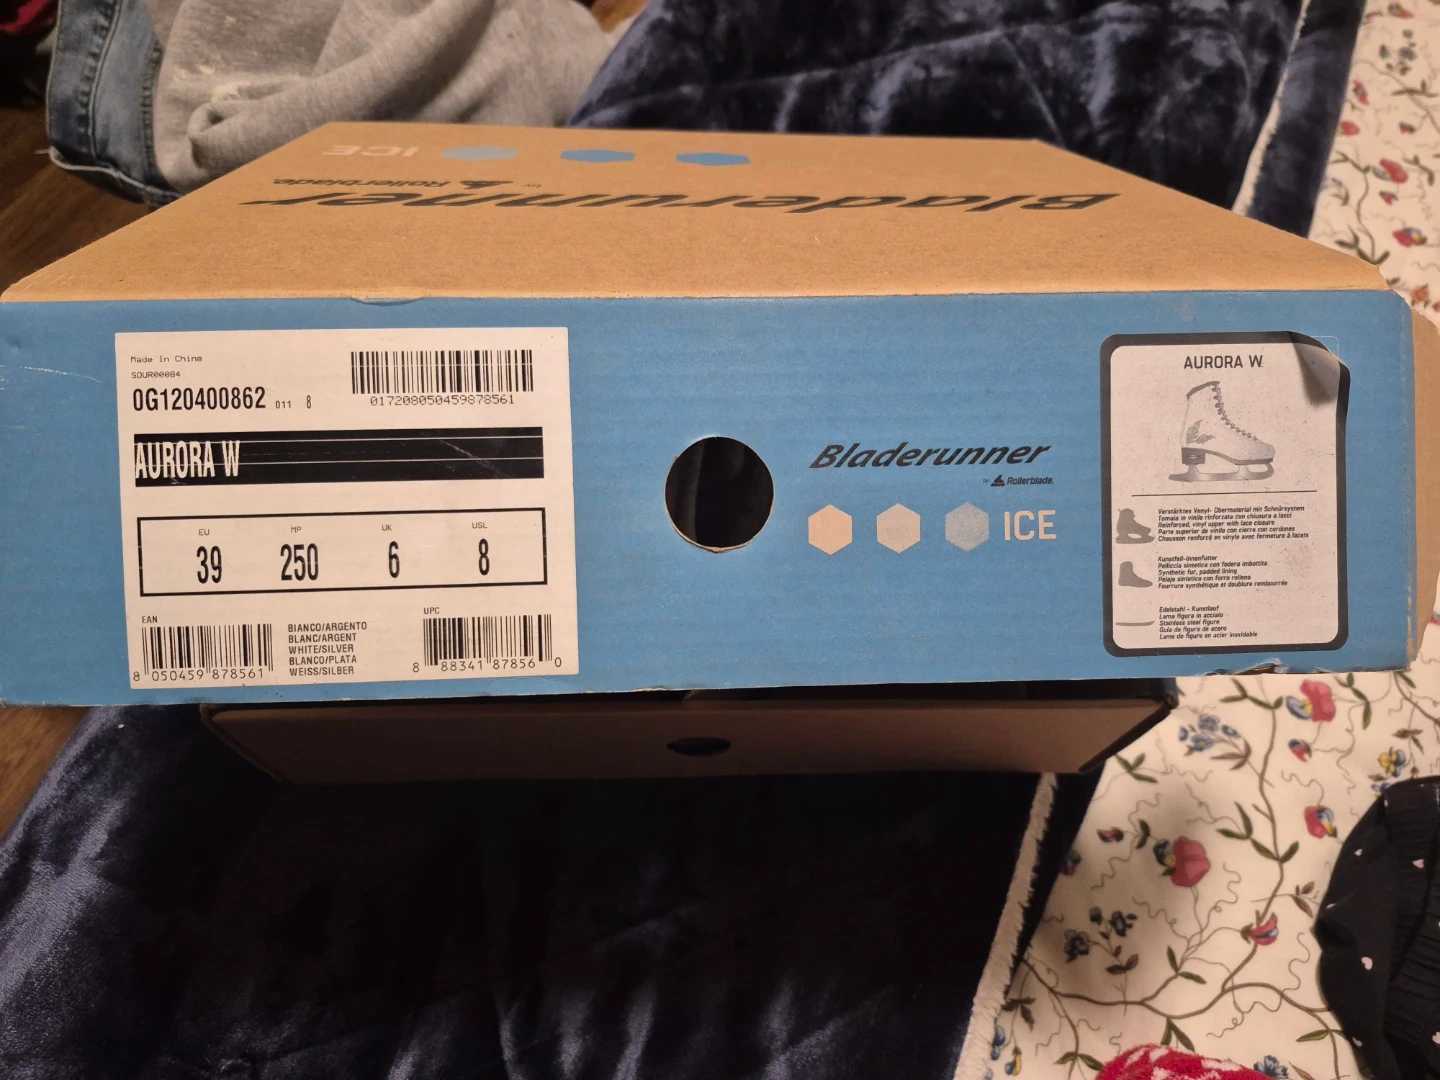 ICE
by Rollerblade.
Bladerunner
Made In China
SOUR00084
0G120400862 011 8
017208050459878561
AURORA W
EU MP UK USL
39 250 6 8
EAN
8 050459 878561
BIANCO/ARGENTO
BLANC/ARGENT
WHITE/SILVER
BLANCO/PLATA
WEISS/SILBER
UPC
8 88341 87856 0
Bladerunner
by Rollerblade.
ICE
AURORA W
Verstärktes Venyl- Obermaterial mit Schnürsystem
Tomaia in vinile rinforzata con chiusura a lacci
Reinforced, vinyl upper with lace closure
Parte superior de vinilo con cierre con cordones
Chausson renforcé en vinyle avec fermeture à lacets
Kunstfell-Innenfutter
Pelliccia sintetica con fodera imbottita
Synthetic fur, padded lining
Pelaje sintetico con forro relleno
Fourrure synthétique et doublure rembourrée
Edelstahl - Kunstlauf
Lama figura in acciaio
Stainless steel figure
Guía de figura de acero
Lame de figure en acier inoxidable